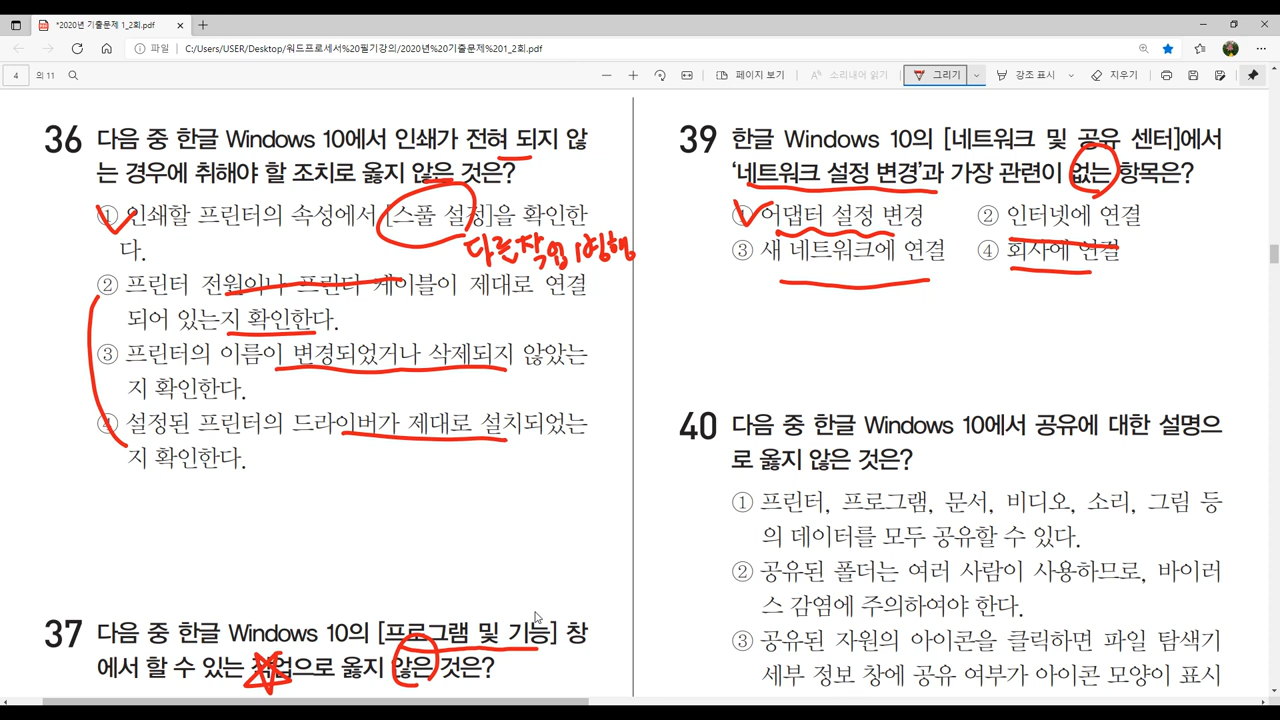 *2020년 기출문제 1_2회.pdf
파일
C:/Users/USER/Desktop/워드프로세서%20필기강의/2020년%20기출문제%201_2회.pdf
4 의 11
페이지 보기
소리내어 읽기
그리기
강조 표시
지우기
36 다음 중 한글 Windows 10에서 인쇄가 전혀 되지 않
는 경우에 취해야 할 조치로 옳지 않은 것은?
① 인쇄할 프린터의 속성에서 [스풀 설정]을 확인한
다.
다른작업 1병행
② 프린터 전원이나 프린터 케이블이 제대로 연결
되어 있는지 확인한다.
③ 프린터의 이름이 변경되었거나 삭제되지 않았는
지 확인한다.
④ 설정된 프린터의 드라이버가 제대로 설치되었는
지 확인한다.
37 다음 중 한글 Windows 10의 [프로그램 및 기능] 창
에서 할 수 있는 작업으로 옳지 않은 것은?
39 한글 Windows 10의 [네트워크 및 공유 센터]에서
‘네트워크 설정 변경’과 가장 관련이 없는 항목은?
① 어댑터 설정 변경 ② 인터넷에 연결
③ 새 네트워크에 연결 ④ 회사에 연결
40 다음 중 한글 Windows 10에서 공유에 대한 설명으
로 옳지 않은 것은?
① 프린터, 프로그램, 문서, 비디오, 소리, 그림 등
의 데이터를 모두 공유할 수 있다.
② 공유된 폴더는 여러 사람이 사용하므로, 바이러
스 감염에 주의하여야 한다.
③ 공유된 자원의 아이콘을 클릭하면 파일 탐색기
세부 정보 창에 공유 여부가 아이콘 모양이 표시